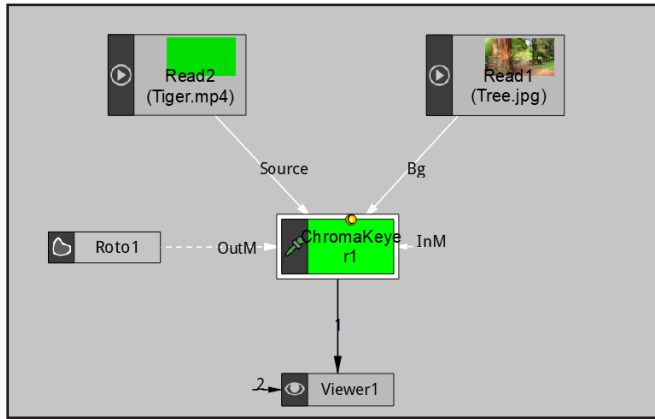 Read2
(Tiger.mp4)
Read1
(Tree.jpg)
Source
Bg
Roto1
OutM
ChromaKeye
r1
InM
1
2
Viewer1